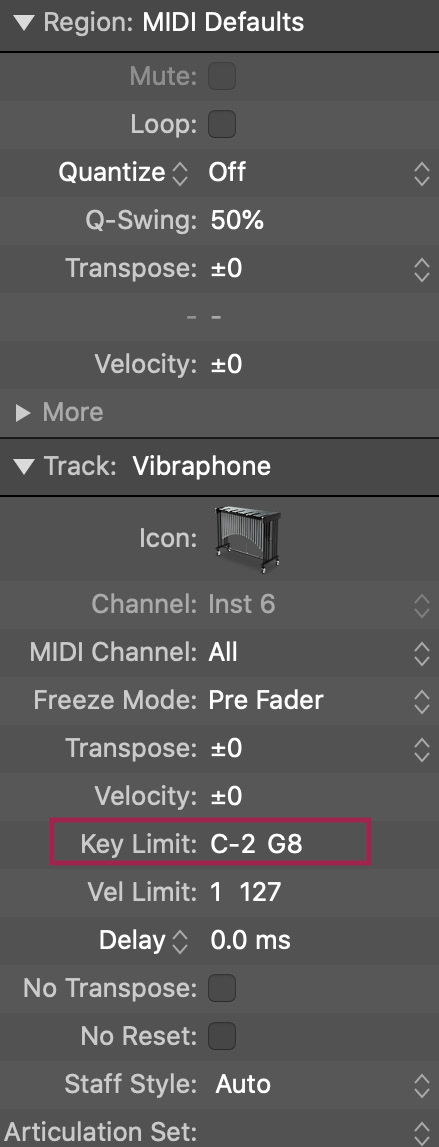 Region: MIDI Defaults
Mute:
Loop:
Quantize Off
Q-Swing: 50%
Transpose: ±0
- -
Velocity: ±0
More
Track: Vibraphone
Icon:
Channel: Inst 6
MIDI Channel: All
Freeze Mode: Pre Fader
Transpose: ±0
Velocity: ±0
Key Limit: C-2 G8
Vel Limit: 1 127
Delay 0.0 ms
No Transpose:
No Reset:
Staff Style: Auto
Articulation Set: